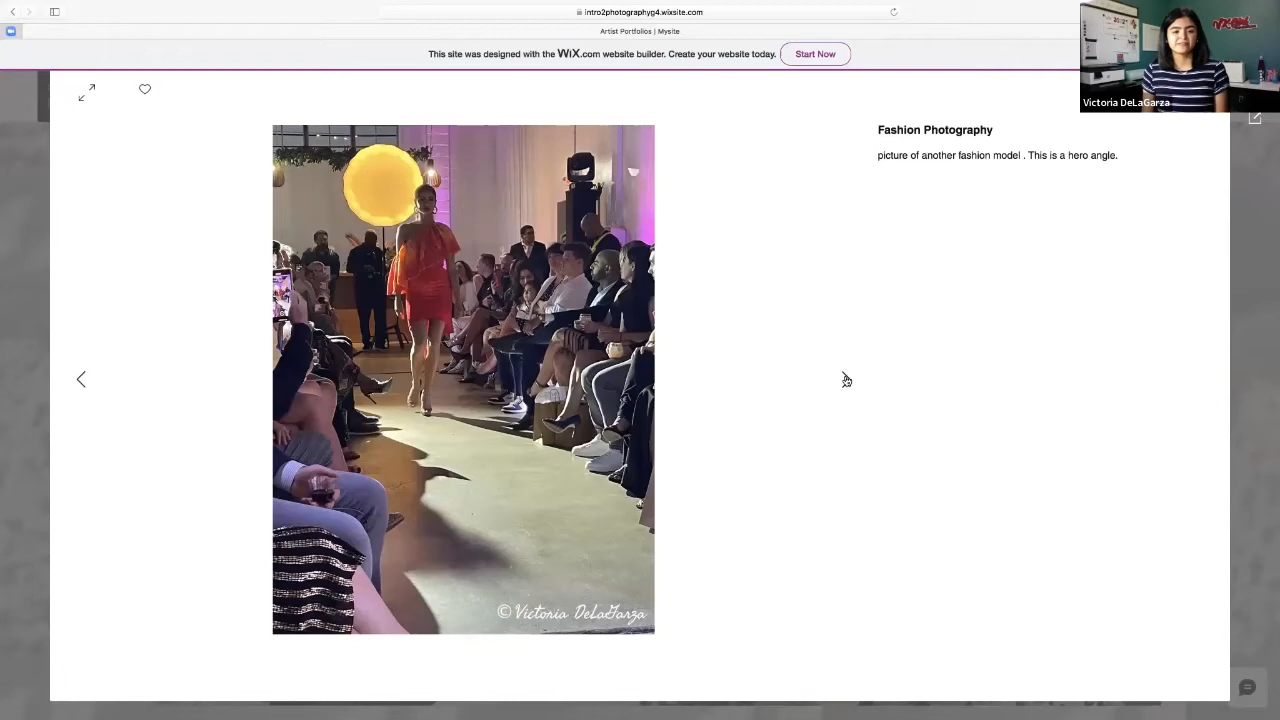 intro2photographyg4.wixsite.com
Artist Portfolios | Mysite
This site was designed with the WiX.com website builder. Create your website today. Start Now
Victoria DeLaGarza
Fashion Photography
picture of another fashion model . This is a hero angle.
© Victoria DeLaGarza